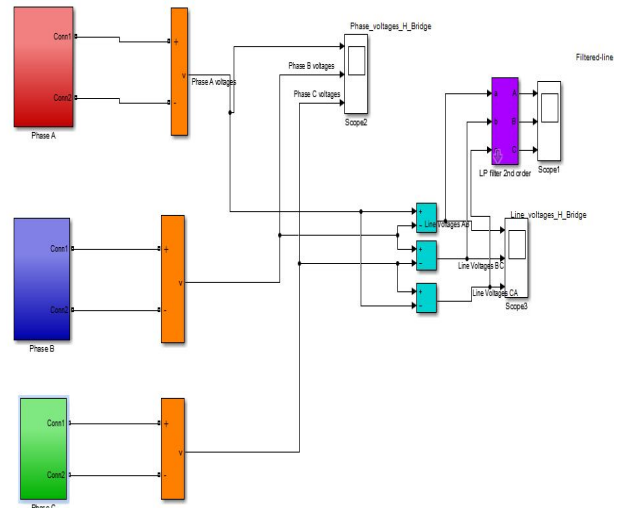 Phase_voltages_H_Bridge
Conn1
+
v
Phase A voltages
Phase B voltages
Conn2
-
Phase C voltages
Phase A
Scope2
Filtered-line
A
B
C
LP filter 2nd order
Scope1
Conn1
+
v
Conn2
-
Phase B
+
-
Line Voltages AB
Line_voltages_H_Bridge
+
-
Line Voltages BC
+
-
Line Voltages CA
Scope3
Conn1
+
v
Conn2
-
Phase C